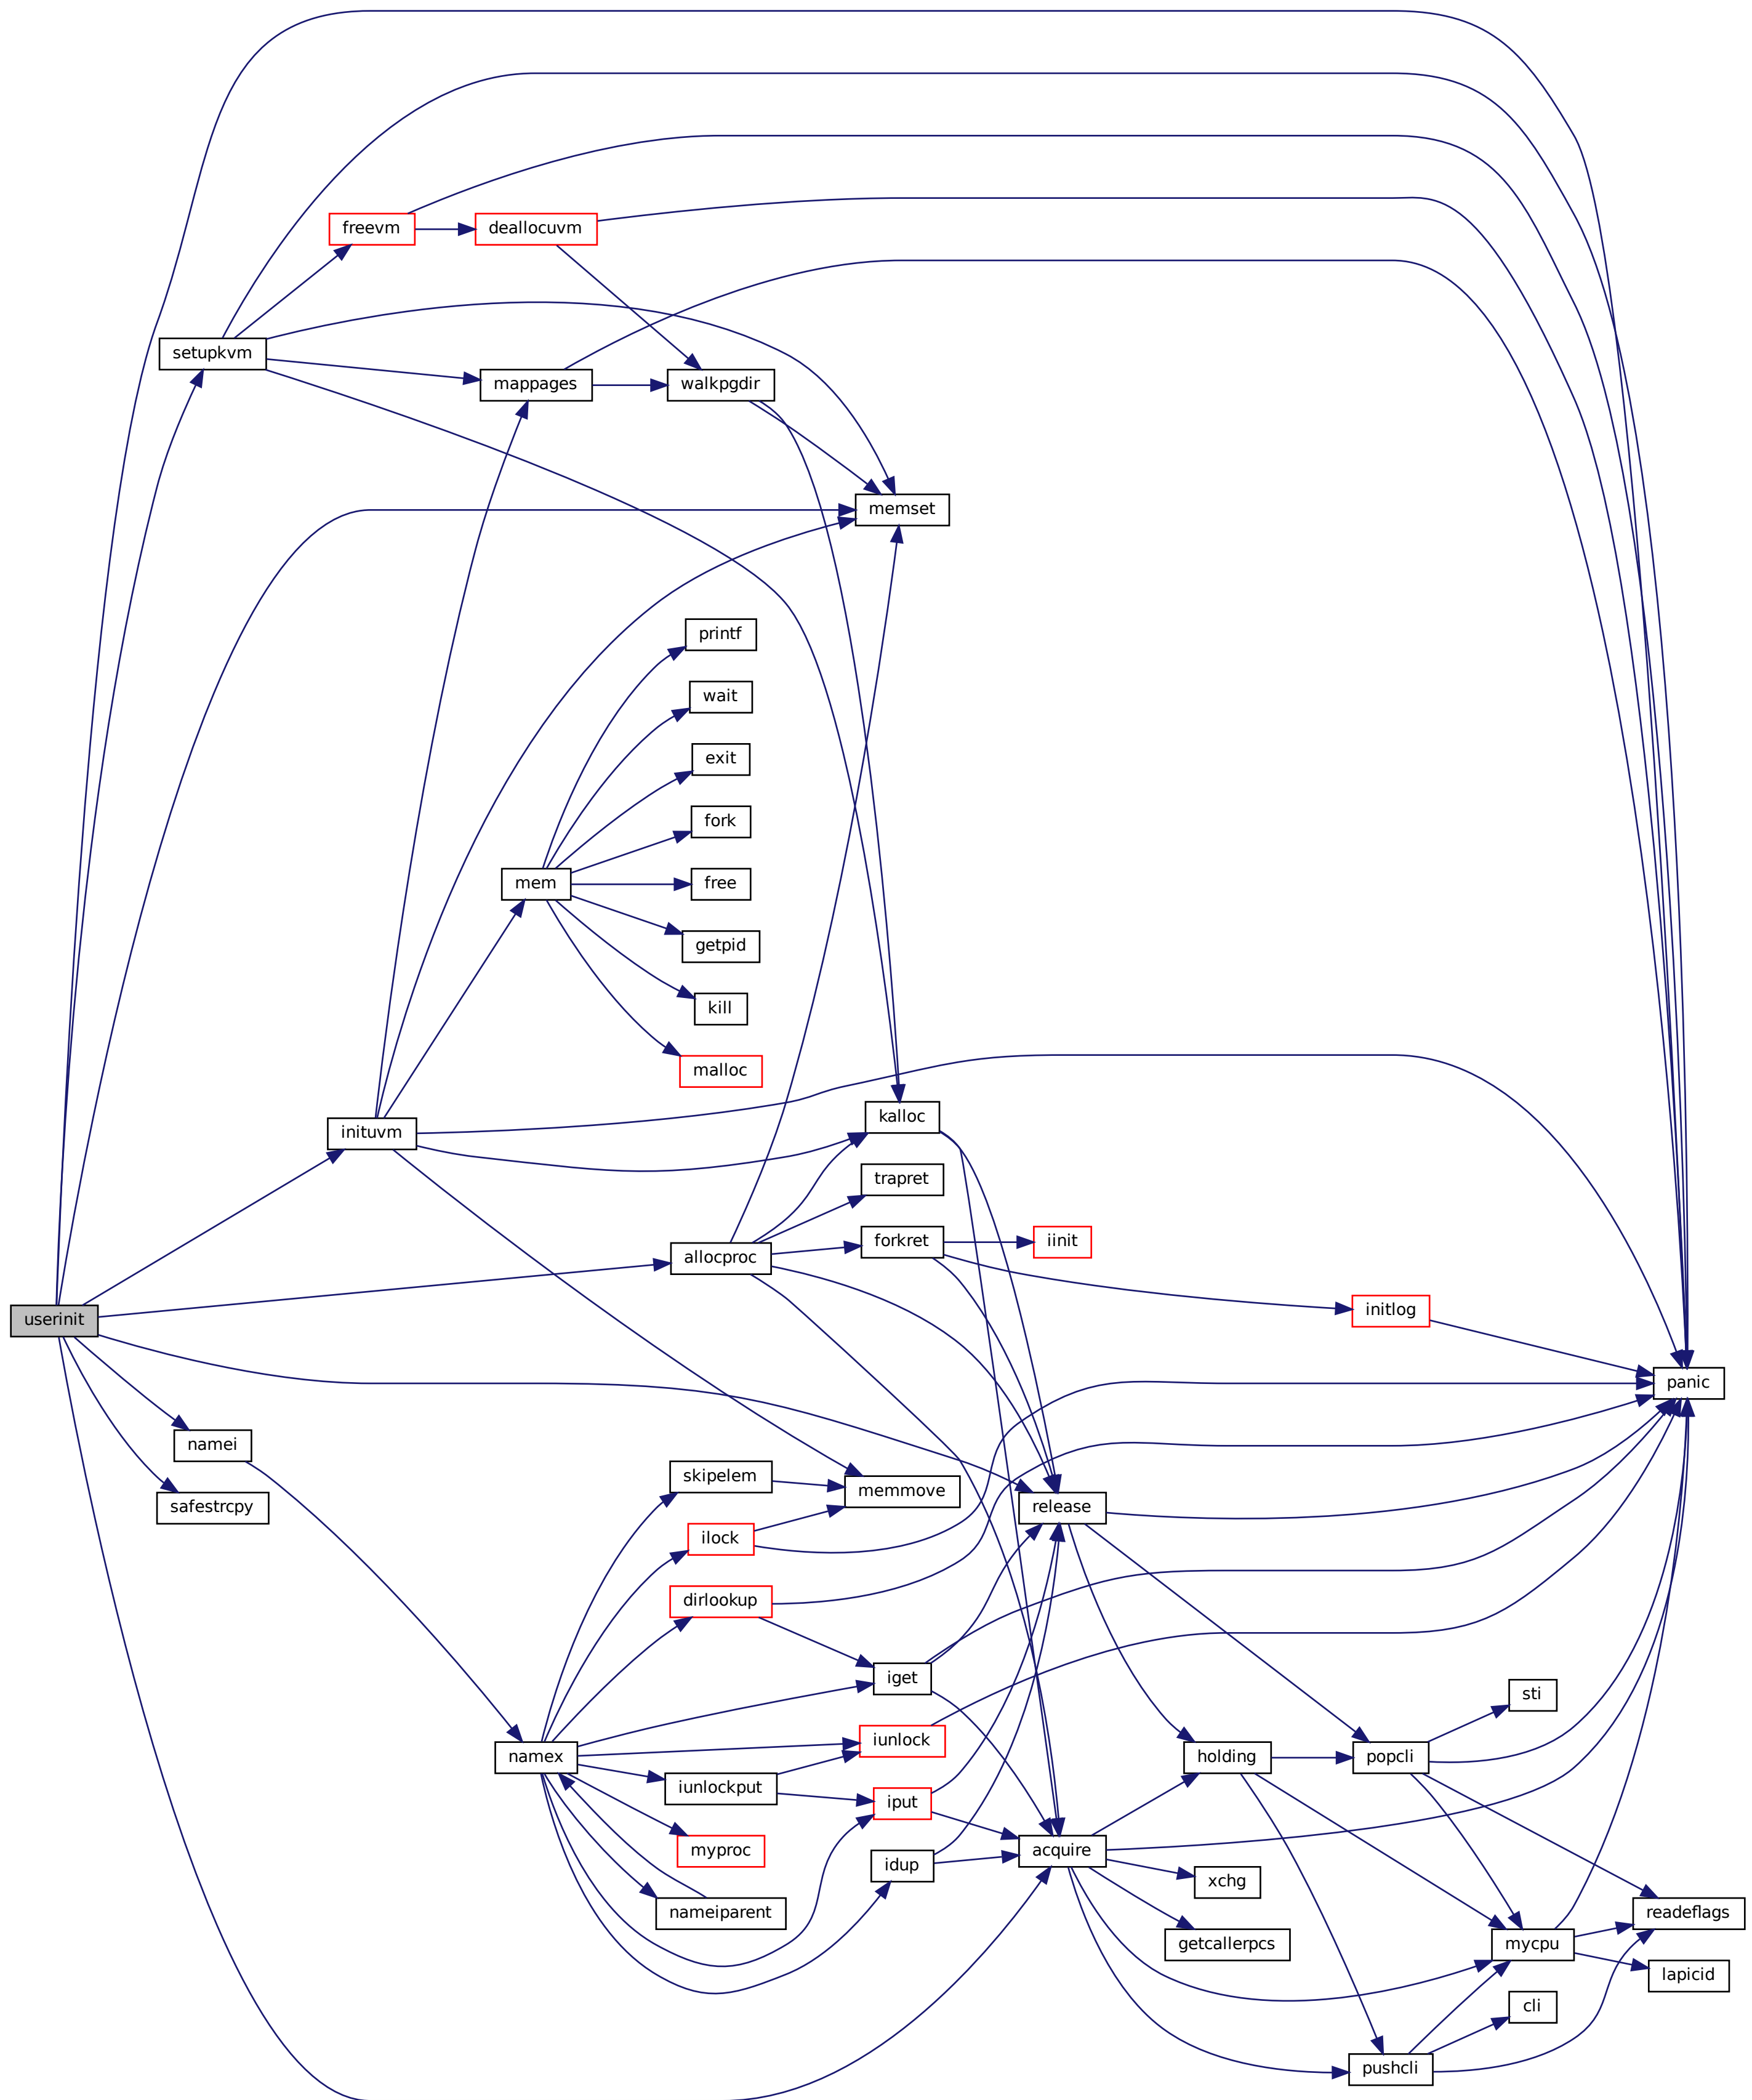 freevm
deallocuvm
setupkvm
mappages
walkpgdir
memset
printf
wait
exit
fork
mem
free
getpid
kill
malloc
kalloc
inituvm
trapret
forkret
iinit
allocproc
initlog
userinit
panic
namei
skipelem
memmove
safestrcpy
release
ilock
dirlookup
iget
sti
namex
iunlock
holding
popcli
iunlockput
iput
myproc
acquire
idup
xchg
nameiparent
readeflags
getcallerpcs
mycpu
lapicid
cli
pushcli